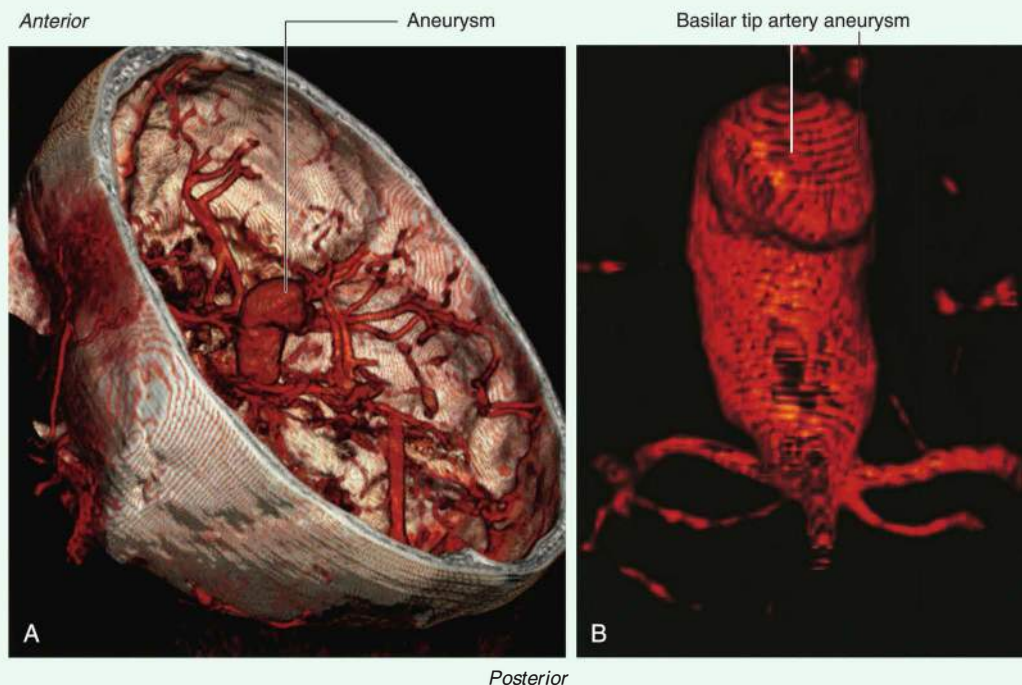 Anterior
Aneurysm
Basilar tip artery aneurysm
A
B
Posterior